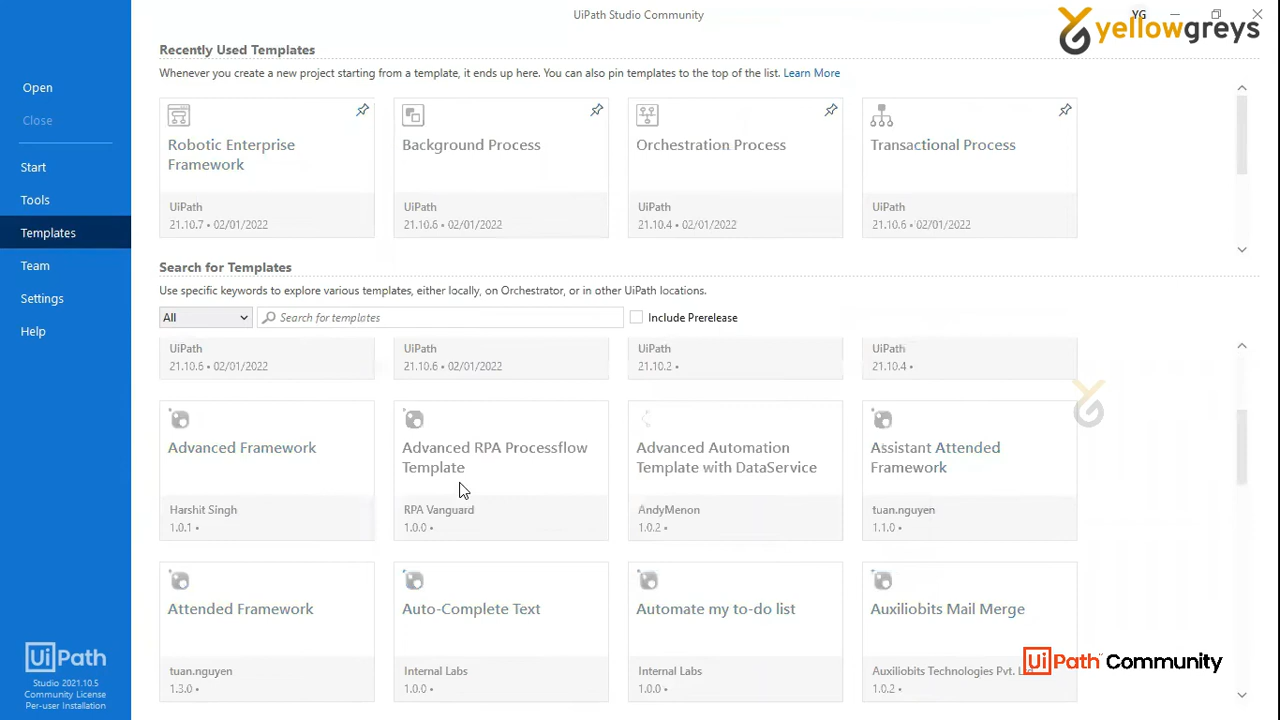 UiPath Studio Community
YG
yellowgreys
Open
Close
Start
Tools
Templates
Team
Settings
Help
UiPath
Studio 2021.10.5
Community License
Per-user Installation
Recently Used Templates
Whenever you create a new project starting from a template, it ends up here. You can also pin templates to the top of the list. Learn More
Robotic Enterprise
Framework
UiPath
21.10.7 • 02/01/2022
Background Process
UiPath
21.10.6 • 02/01/2022
Orchestration Process
UiPath
21.10.4 • 02/01/2022
Transactional Process
UiPath
21.10.6 • 02/01/2022
Search for Templates
Use specific keywords to explore various templates, either locally, on Orchestrator, or in other UiPath locations.
All
Search for templates
Include Prerelease
UiPath
21.10.6 • 02/01/2022
UiPath
21.10.6 • 02/01/2022
UiPath
21.10.2 •
UiPath
21.10.4 •
Advanced Framework
Harshit Singh
1.0.1 •
Advanced RPA Processflow
Template
RPA Vanguard
1.0.0 •
Advanced Automation
Template with DataService
AndyMenon
1.0.2 •
Assistant Attended
Framework
tuan.nguyen
1.1.0 •
Attended Framework
tuan.nguyen
1.3.0 •
Auto-Complete Text
Internal Labs
1.0.0 •
Automate my to-do list
Internal Labs
1.0.0 •
Auxiliobits Mail Merge
Auxiliobits Technologies Pvt.
1.0.2 •
UiPath Community